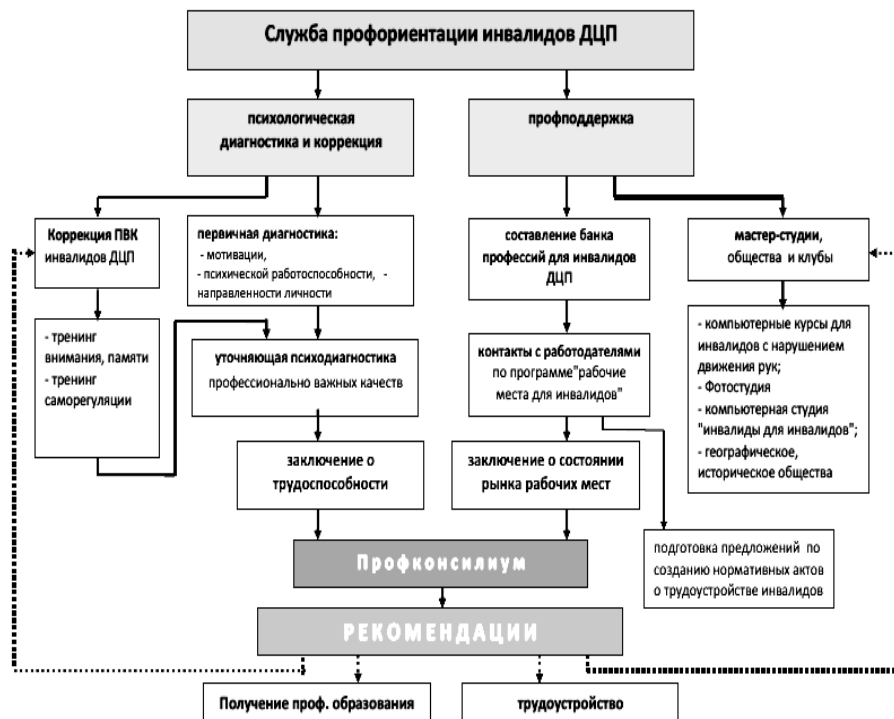 Служба профориентации инвалидов ДЦП
психологическая
диагностика и коррекция
профподдержка
Коррекция ПВК
инвалидов ДЦП
первичная диагностика:
- мотивации,
- психической работоспособности, -
направленности личности
составление банка
профессий для инвалидов
ДЦП
мастер-студии,
общества и клубы
- тренинг
внимания, памяти
- тренинг
саморегуляции
уточняющая психодиагностика
профессионально важных качеств
контакты с работодателями
по программе"рабочие
места для инвалидов"
- компьютерные курсы для
инвалидов с нарушением
движения рук;
- Фотостудия
- компьютерная студия
"инвалиды для инвалидов";
- географическое,
историческое общества
заключение о
трудоспособности
заключение о состоянии
рынка рабочих мест
Профконсилиум
подготовка предложений по
созданию нормативных актов
о трудоустройстве инвалидов
РЕКОМЕНДАЦИИ
Получение проф. образования
трудоустройство